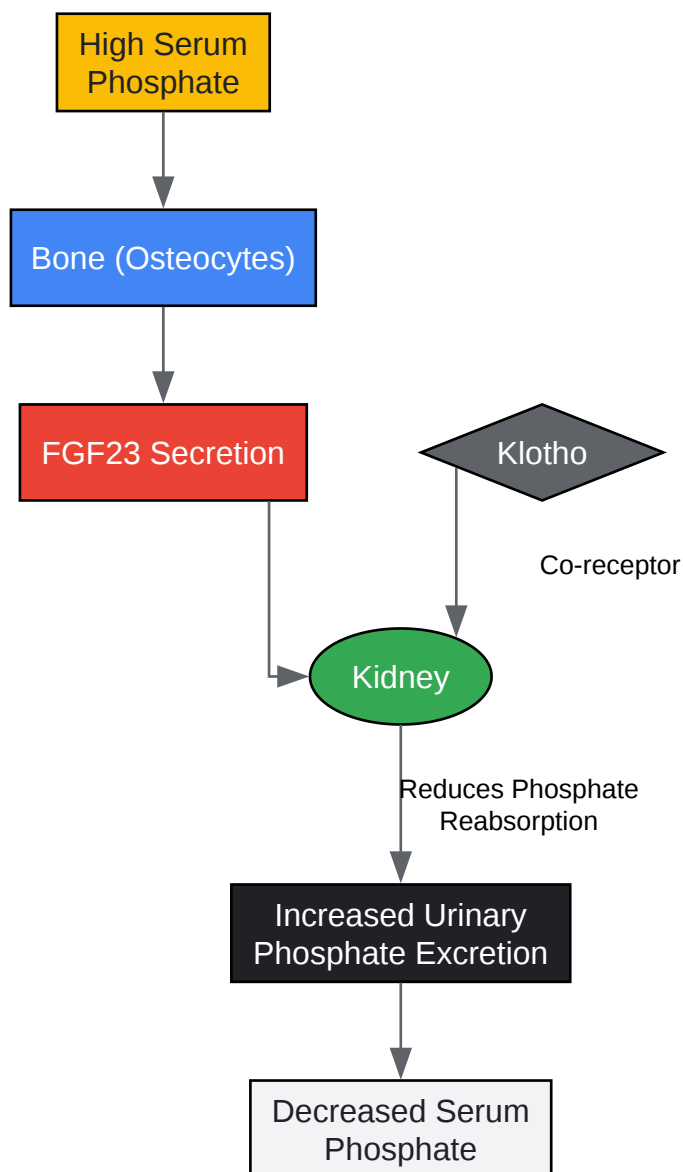 High Serum
Phosphate
Bone (Osteocytes)
FGF23 Secretion
Klotho
Co-receptor
Kidney
Reduces Phosphate
Reabsorption
Increased Urinary
Phosphate Excretion
Decreased Serum
Phosphate